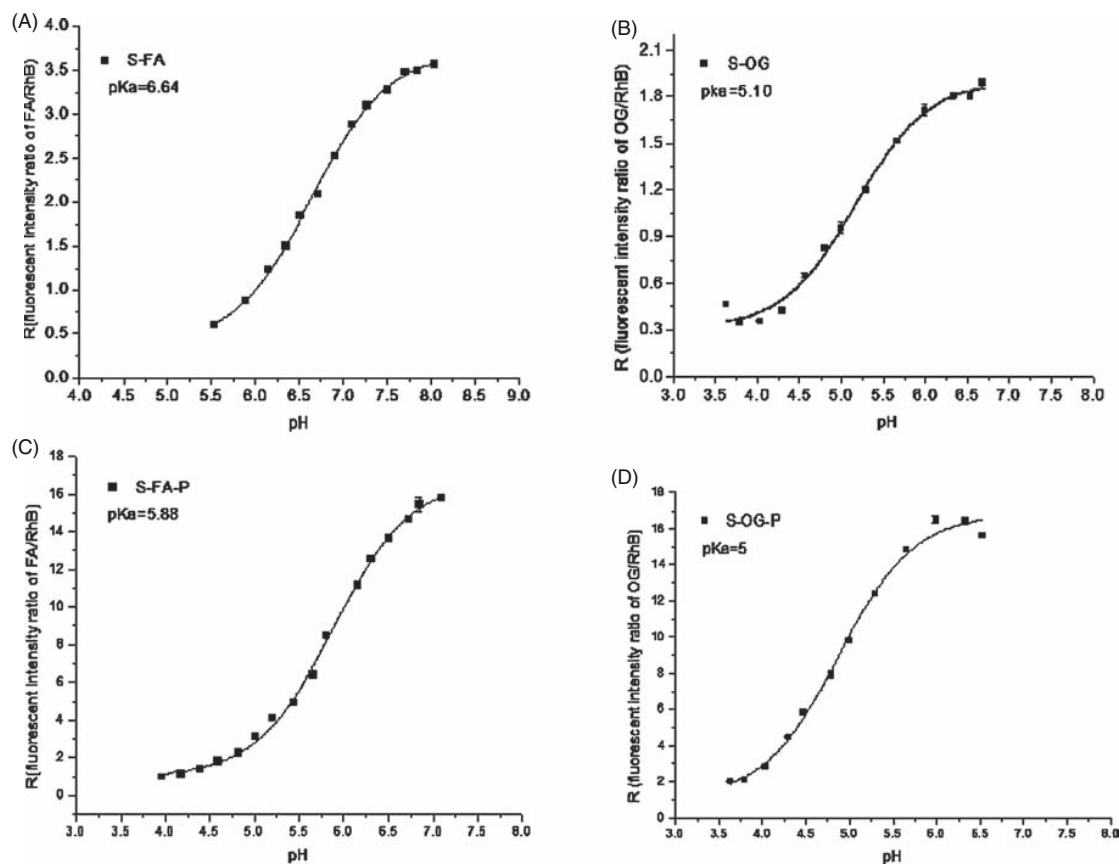 (A)
4.0
3.5
3.0
2.5
2.0
1.5
1.0
0.5
0.0
R(fluorescent intensity ratio of FA/RhB)
S-FA
pKa=6.64
4.0 4.5 5.0 5.5 6.0 6.5 7.0 7.5 8.0 8.5 9.0
pH
(B)
2.1
1.8
1.5
1.2
0.9
0.6
0.3
0.0
R (fluorescent intensity ratio of OG/RhB)
S-OG
pka=5.10
3.0 3.5 4.0 4.5 5.0 5.5 6.0 6.5 7.0 7.5 8.0
pH
(C)
18
16
14
12
10
8
6
4
2
0
R(fluorescent intensity ratio of FA/RhB)
S-FA-P
pKa=5.88
3.0 3.5 4.0 4.5 5.0 5.5 6.0 6.5 7.0 7.5 8.0
pH
(D)
18
16
14
12
10
8
6
4
2
0
R (fluorescent intensity ratio of OG/RhB)
S-OG-P
pKa=5
3.0 3.5 4.0 4.5 5.0 5.5 6.0 6.5 7.0 7.5 8.0
pH